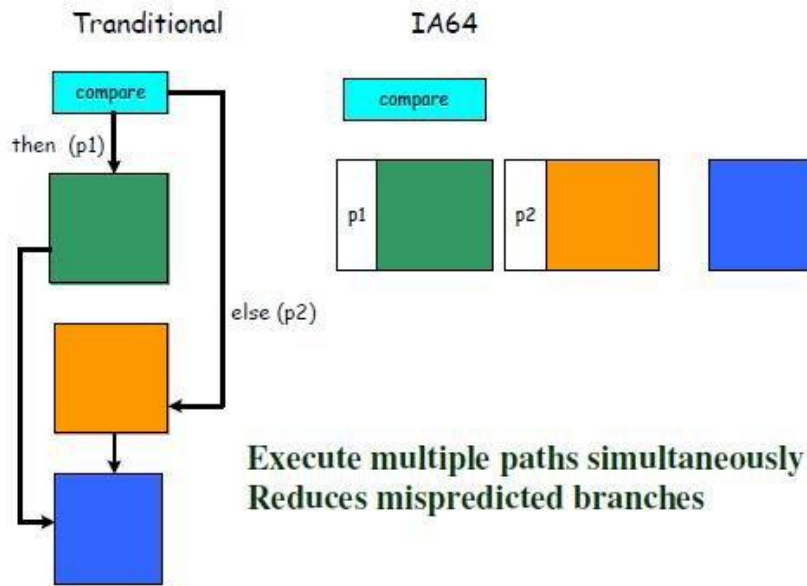 Tranditional
IA64
compare
compare
then (p1)
p1
p2
else (p2)
Execute multiple paths simultaneously
Reduces mispredicted branches